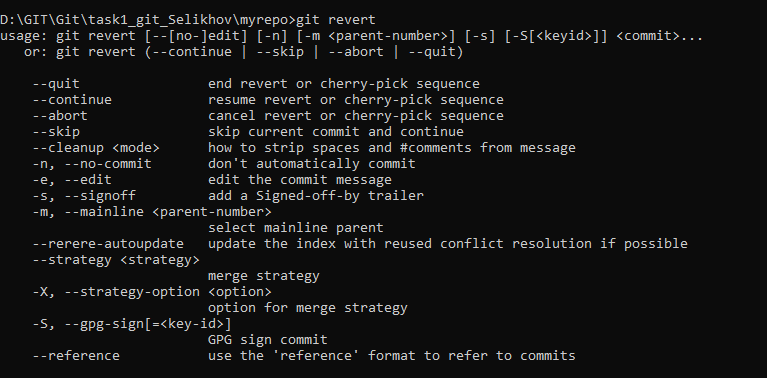 D:\GIT\Git\task1_git_Selikhov\myrepo>git revert
usage: git revert [--[no-]edit] [-n] [-m <parent-number>] [-s] [-S[<keyid>]] <commit>...
   or: git revert (--continue | --skip | --abort | --quit)

    --quit                end revert or cherry-pick sequence
    --continue            resume revert or cherry-pick sequence
    --abort               cancel revert or cherry-pick sequence
    --skip                skip current commit and continue
    --cleanup <mode>      how to strip spaces and #comments from message
    -n, --no-commit       don't automatically commit
    -e, --edit            edit the commit message
    -s, --signoff         add a Signed-off-by trailer
    -m, --mainline <parent-number>
                          select mainline parent
    --rerere-autoupdate   update the index with reused conflict resolution if possible
    --strategy <strategy>
                          merge strategy
    -X, --strategy-option <option>
                          option for merge strategy
    -S, --gpg-sign[=<key-id>]
                          GPG sign commit
    --reference           use the 'reference' format to refer to commits